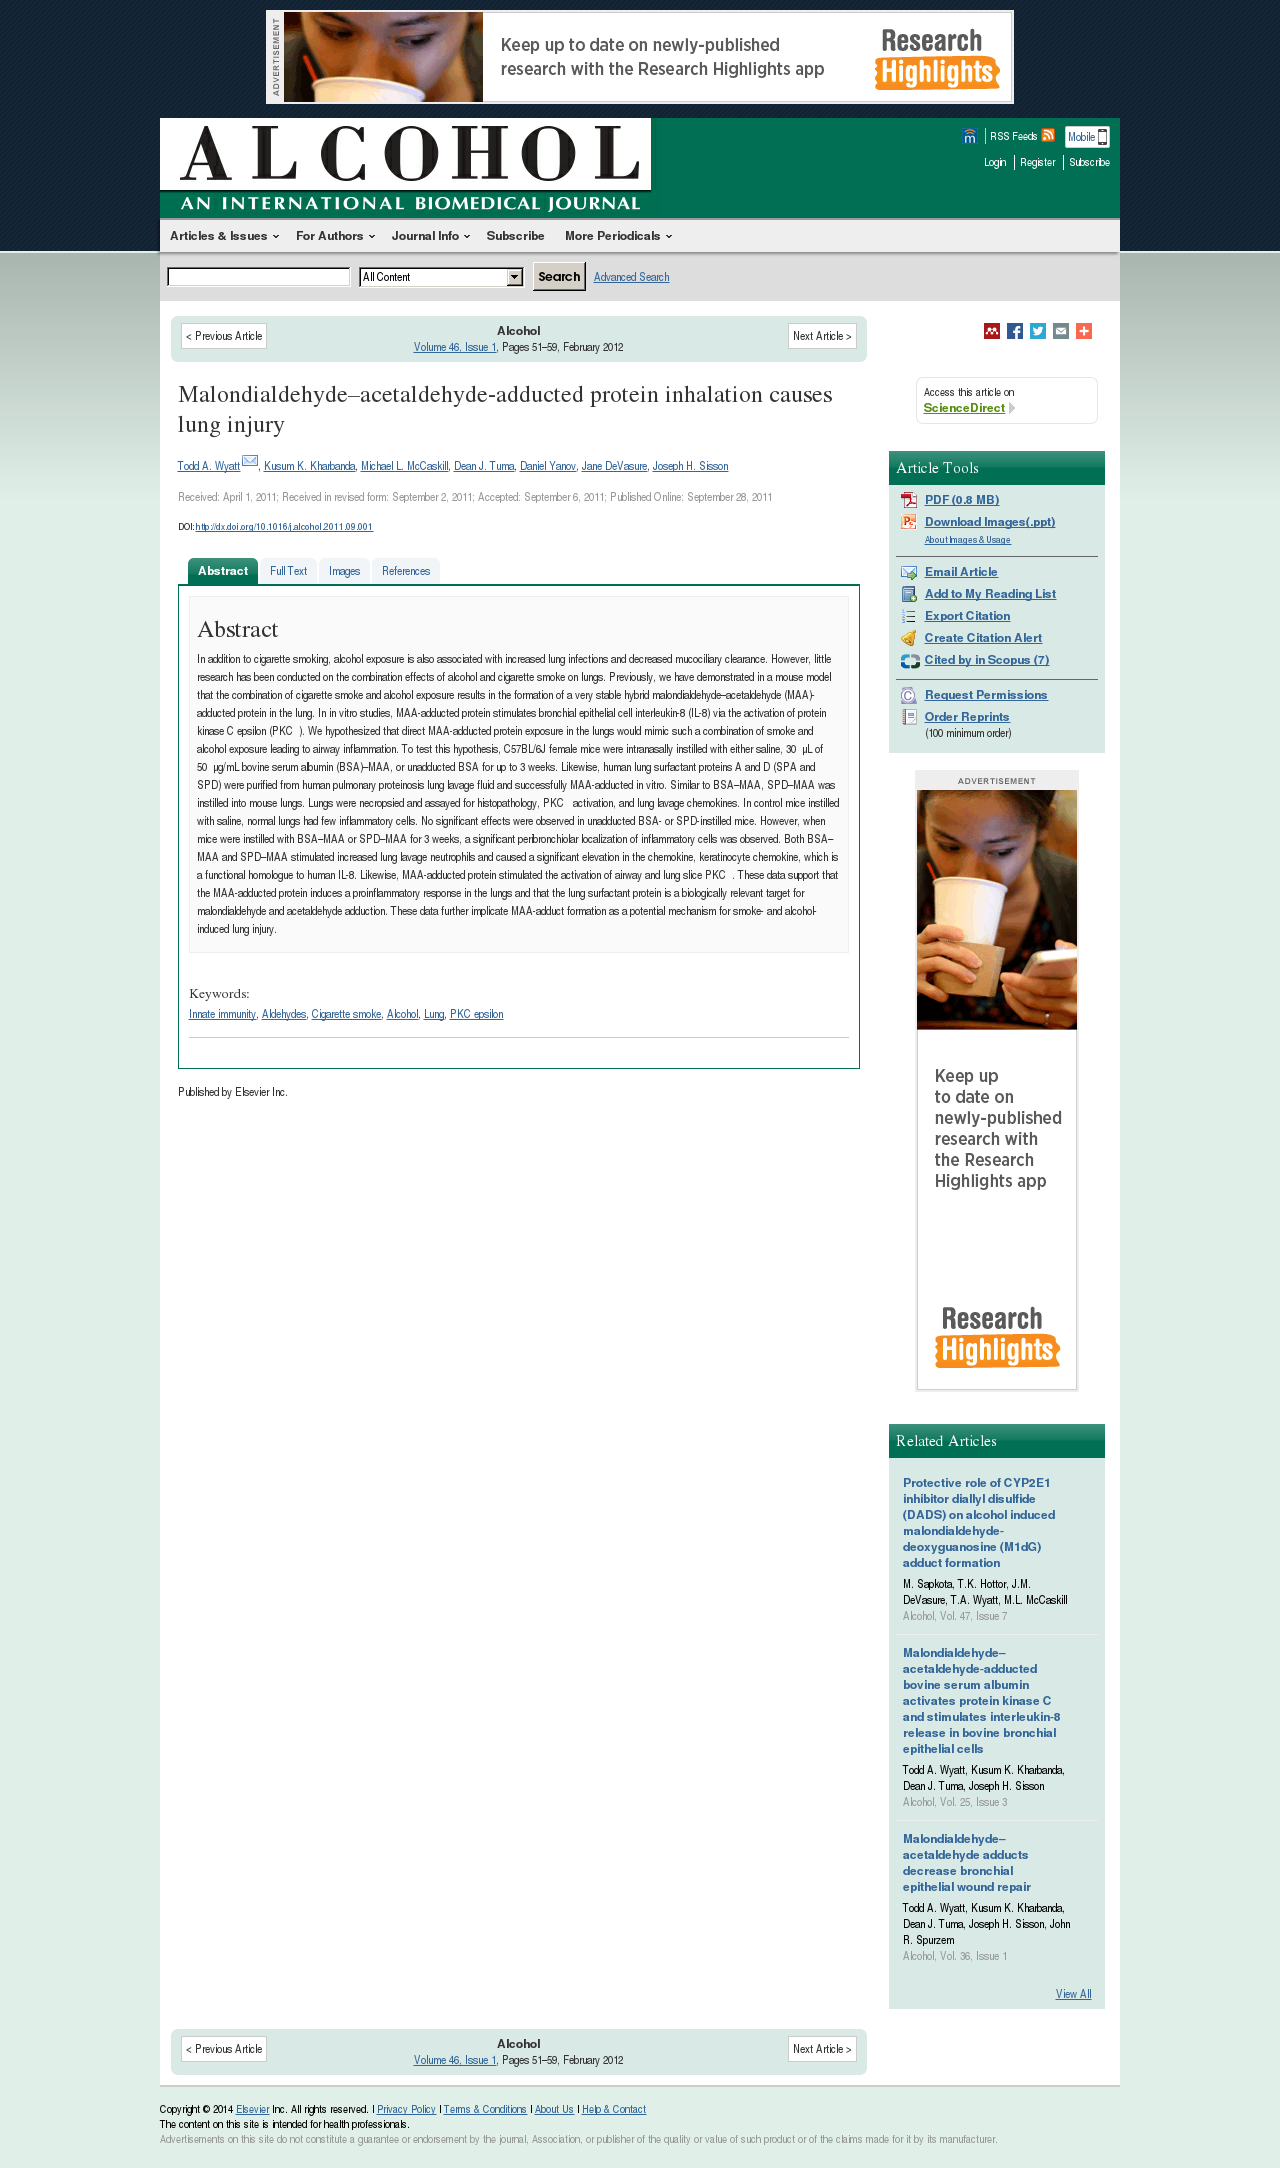 ADVERTISEMENT
Keep up to date on newly-published
research with the Research Highlights app
Research
Highlights
ALCOHOL
AN INTERNATIONAL BIOMEDICAL JOURNAL
m RSS Feeds Mobile
Login Register Subscribe
Articles & Issues For Authors Journal Info Subscribe More Periodicals
All Content Search Advanced Search
< Previous Article
Alcohol
Volume 46, Issue 1, Pages 51–59, February 2012
Next Article >
Malondialdehyde–acetaldehyde-adducted protein inhalation causes
lung injury
Todd A. Wyatt, Kusum K. Kharbanda, Michael L. McCaskill, Dean J. Tuma, Daniel Yanov, Jane DeVasure, Joseph H. Sisson
Received: April 1, 2011; Received in revised form: September 2, 2011; Accepted: September 6, 2011; Published Online: September 28, 2011
DOI: http://dx.doi.org/10.1016/j.alcohol.2011.09.001
Abstract Full Text Images References
Abstract
In addition to cigarette smoking, alcohol exposure is also associated with increased lung infections and decreased mucociliary clearance. However, little
research has been conducted on the combination effects of alcohol and cigarette smoke on lungs. Previously, we have demonstrated in a mouse model
that the combination of cigarette smoke and alcohol exposure results in the formation of a very stable hybrid malondialdehyde–acetaldehyde (MAA)-
adducted protein in the lung. In in vitro studies, MAA-adducted protein stimulates bronchial epithelial cell interleukin-8 (IL-8) via the activation of protein
kinase C epsilon (PKC ). We hypothesized that direct MAA-adducted protein exposure in the lungs would mimic such a combination of smoke and
alcohol exposure leading to airway inflammation. To test this hypothesis, C57BL/6J female mice were intranasally instilled with either saline, 30 μL of
50 μg/mL bovine serum albumin (BSA)–MAA, or unadducted BSA for up to 3 weeks. Likewise, human lung surfactant proteins A and D (SPA and
SPD) were purified from human pulmonary proteinosis lung lavage fluid and successfully MAA-adducted in vitro. Similar to BSA–MAA, SPD–MAA was
instilled into mouse lungs. Lungs were necropsied and assayed for histopathology, PKC activation, and lung lavage chemokines. In control mice instilled
with saline, normal lungs had few inflammatory cells. No significant effects were observed in unadducted BSA- or SPD-instilled mice. However, when
mice were instilled with BSA–MAA or SPD–MAA for 3 weeks, a significant peribronchiolar localization of inflammatory cells was observed. Both BSA–
MAA and SPD–MAA stimulated increased lung lavage neutrophils and caused a significant elevation in the chemokine, keratinocyte chemokine, which is
a functional homologue to human IL-8. Likewise, MAA-adducted protein stimulated the activation of airway and lung slice PKC . These data support that
the MAA-adducted protein induces a proinflammatory response in the lungs and that the lung surfactant protein is a biologically relevant target for
malondialdehyde and acetaldehyde adduction. These data further implicate MAA-adduct formation as a potential mechanism for smoke- and alcohol-
induced lung injury.
Keywords:
Innate immunity, Aldehydes, Cigarette smoke, Alcohol, Lung, PKC epsilon
Published by Elsevier Inc.
Access this article on
ScienceDirect
Article Tools
PDF (0.8 MB)
Download Images(.ppt)
About Images & Usage
Email Article
Add to My Reading List
Export Citation
Create Citation Alert
Cited by in Scopus (7)
Request Permissions
Order Reprints
(100 minimum order)
ADVERTISEMENT
Keep up
to date on
newly-published
research with
the Research
Highlights app
Research
Highlights
Related Articles
Protective role of CYP2E1
inhibitor diallyl disulfide
(DADS) on alcohol induced
malondialdehyde-
deoxyguanosine (M1dG)
adduct formation
M. Sapkota, T.K. Hottor, J.M.
DeVasure, T.A. Wyatt, M.L. McCaskill
Alcohol, Vol. 47, Issue 7
Malondialdehyde–
acetaldehyde-adducted
bovine serum albumin
activates protein kinase C
and stimulates interleukin-8
release in bovine bronchial
epithelial cells
Todd A. Wyatt, Kusum K. Kharbanda,
Dean J. Tuma, Joseph H. Sisson
Alcohol, Vol. 25, Issue 3
Malondialdehyde–
acetaldehyde adducts
decrease bronchial
epithelial wound repair
Todd A. Wyatt, Kusum K. Kharbanda,
Dean J. Tuma, Joseph H. Sisson, John
R. Spurzem
Alcohol, Vol. 36, Issue 1
View All
< Previous Article
Alcohol
Volume 46, Issue 1, Pages 51–59, February 2012
Next Article >
Copyright © 2014 Elsevier Inc. All rights reserved. | Privacy Policy | Terms & Conditions | About Us | Help & Contact
The content on this site is intended for health professionals.
Advertisements on this site do not constitute a guarantee or endorsement by the journal, Association, or publisher of the quality or value of such product or of the claims made for it by its manufacturer.